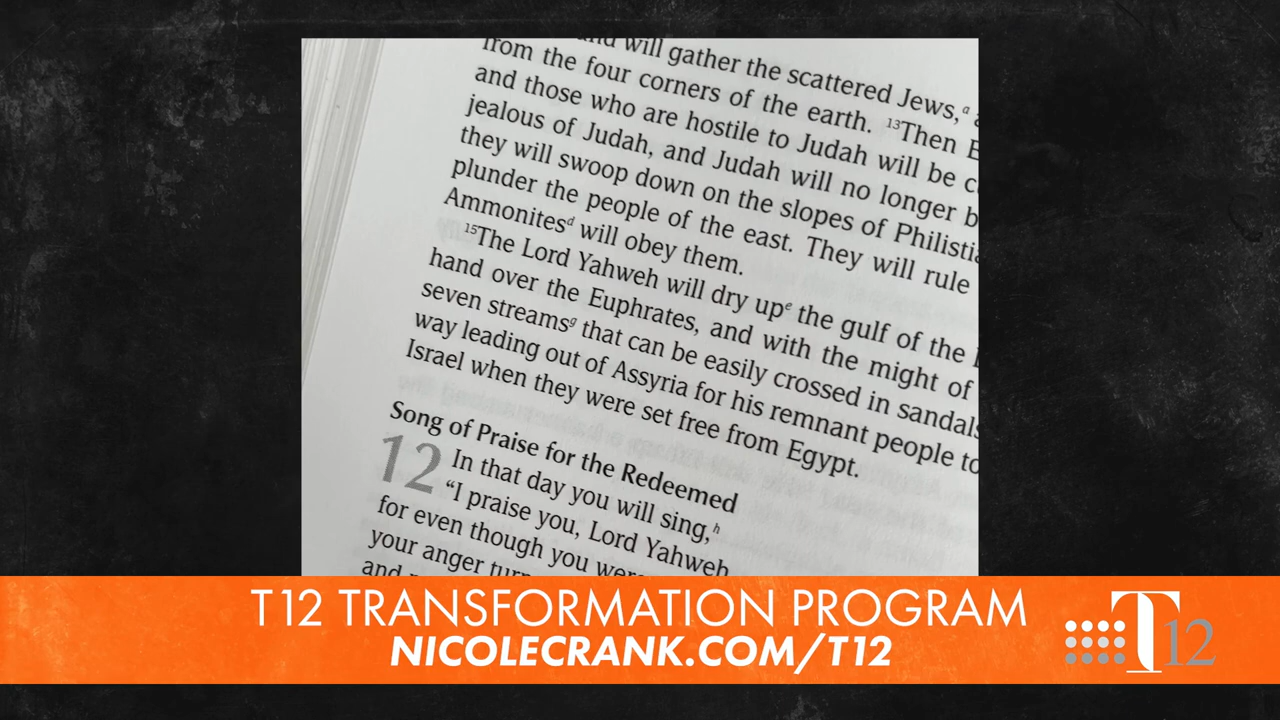 and will gather the scattered Jews,ᵃ
from the four corners of the earth. ¹³Then
and those who are hostile to Judah will be
jealous of Judah, and Judah will no longer
they will swoop down on the slopes of
plunder the people of the east. They will rule
Ammonitesᵈ will obey them.
¹⁵The Lord Yahweh will dry upᵉ the gulf of the
hand over the Euphrates, and with the might of
seven streamsᵍ that can be easily crossed in sandals
way leading out of Assyria for his remnant people to
Israel when they were set free from Egypt.
Song of Praise for the Redeemed
12 In that day you will sing,ʰ
“I praise you, Lord Yahweh
for even though you were
your anger
and
T12 TRANSFORMATION PROGRAM
NICOLECRANK.COM/T12
T12